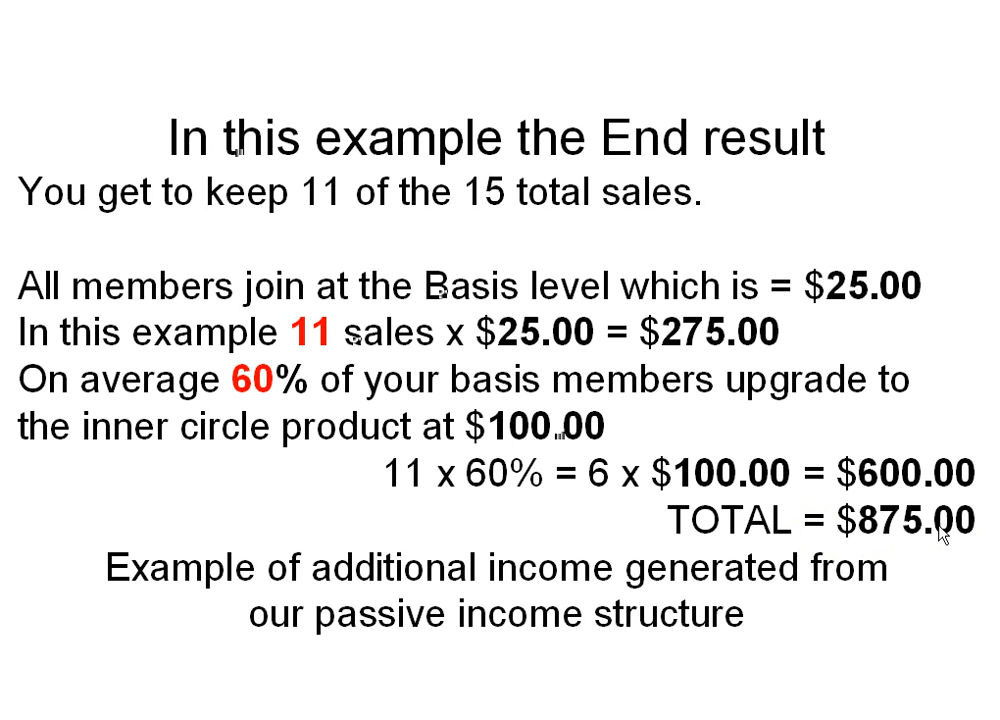 In this example the End result
You get to keep 11 of the 15 total sales.
All members join at the Basis level which is = $25.00
In this example 11 sales x $25.00 = $275.00
On average 60% of your basis members upgrade to
the inner circle product at $100.00
11 x 60% = 6 x $100.00 = $600.00
TOTAL = $875.00
Example of additional income generated from
our passive income structure